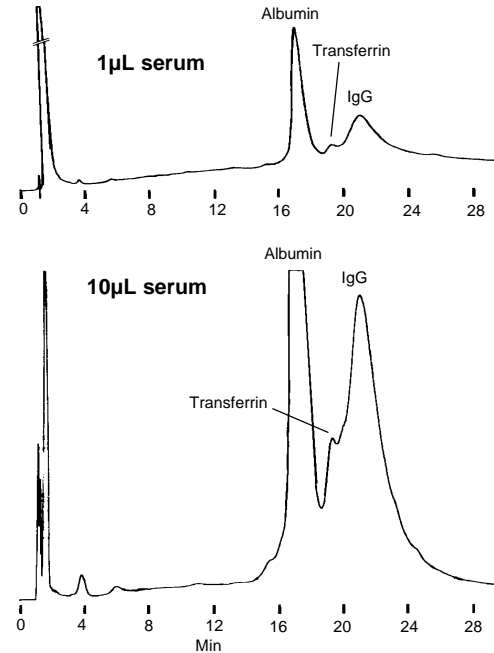 Albumin
Transferrin
1µL serum
IgG
0 4 8 12 16 20 24 28
Albumin
IgG
10µL serum
Transferrin
0 4 8 12 16 20 24 28
Min